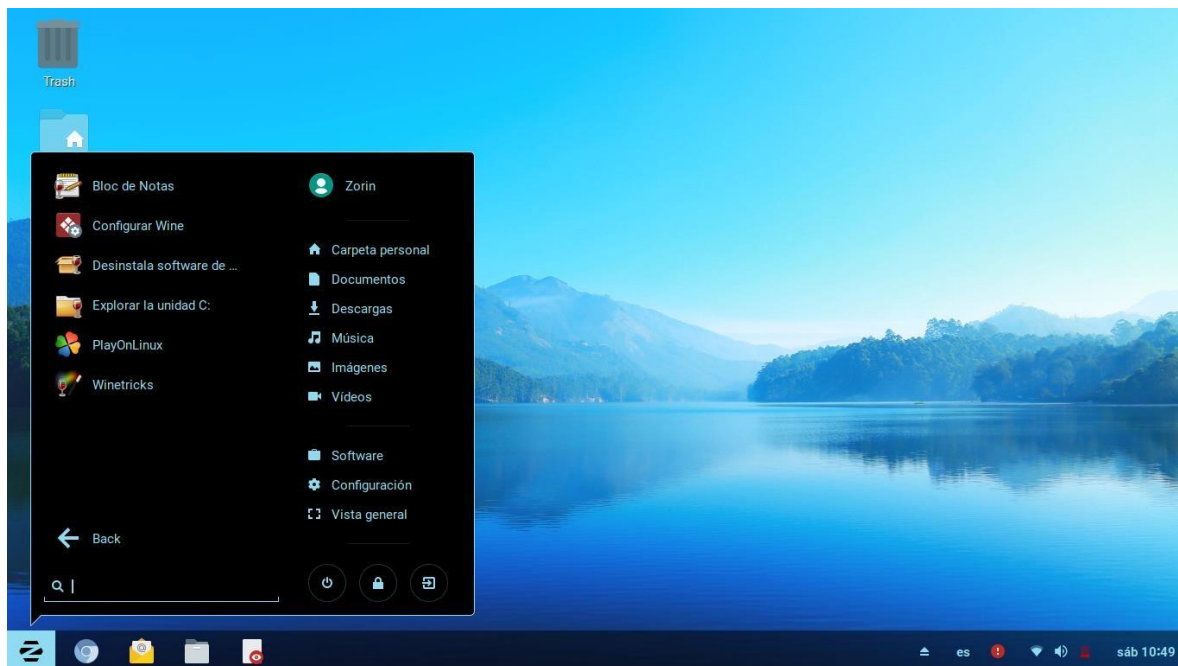 Trash
Bloc de Notas
Configurar Wine
Desinstala software de ...
Explorar la unidad C:
PlayOnLinux
Winetricks
Back
Zorin
Carpeta personal
Documentos
Descargas
Música
Imágenes
Vídeos
Software
Configuración
Vista general
es
sáb 10:49